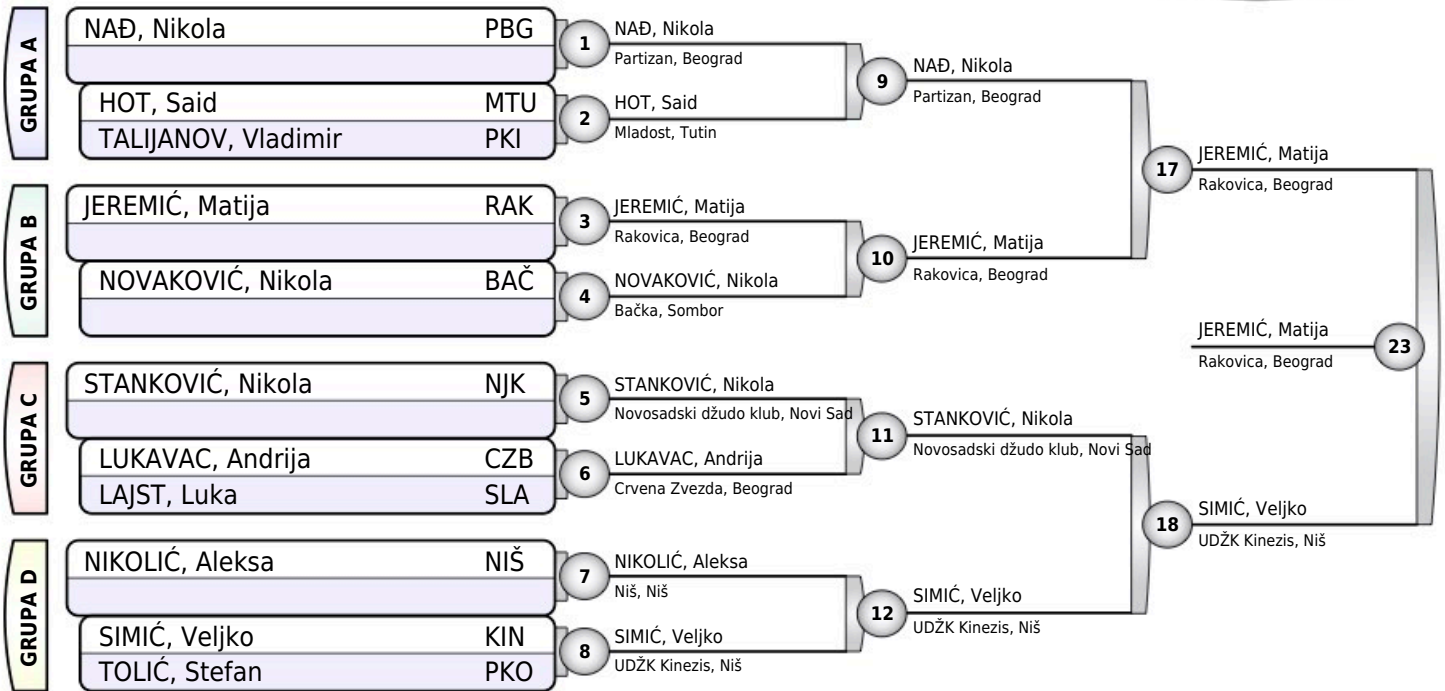 GRUPA A
NAĐ, Nikola PBG
HOT, Said MTU
TALIJANOV, Vladimir PKI
GRUPA B
JEREMIĆ, Matija RAK
NOVAKOVIĆ, Nikola BAČ
GRUPA C
STANKOVIĆ, Nikola NJK
LUKAVAC, Andrija CZB
LAJST, Luka SLA
GRUPA D
NIKOLIĆ, Aleksa NIŠ
SIMIĆ, Veljko KIN
TOLIĆ, Stefan PKO
1
NAĐ, Nikola
Partizan, Beograd
2
HOT, Said
Mladost, Tutin
3
JEREMIĆ, Matija
Rakovica, Beograd
4
NOVAKOVIĆ, Nikola
Bačka, Sombor
5
STANKOVIĆ, Nikola
Novosadski džudo klub, Novi Sad
6
LUKAVAC, Andrija
Crvena Zvezda, Beograd
7
NIKOLIĆ, Aleksa
Niš, Niš
8
SIMIĆ, Veljko
UDŽK Kinezis, Niš
9
NAĐ, Nikola
Partizan, Beograd
10
JEREMIĆ, Matija
Rakovica, Beograd
11
STANKOVIĆ, Nikola
Novosadski džudo klub, Novi Sad
12
SIMIĆ, Veljko
UDŽK Kinezis, Niš
17
JEREMIĆ, Matija
Rakovica, Beograd
18
SIMIĆ, Veljko
UDŽK Kinezis, Niš
JEREMIĆ, Matija
Rakovica, Beograd
23